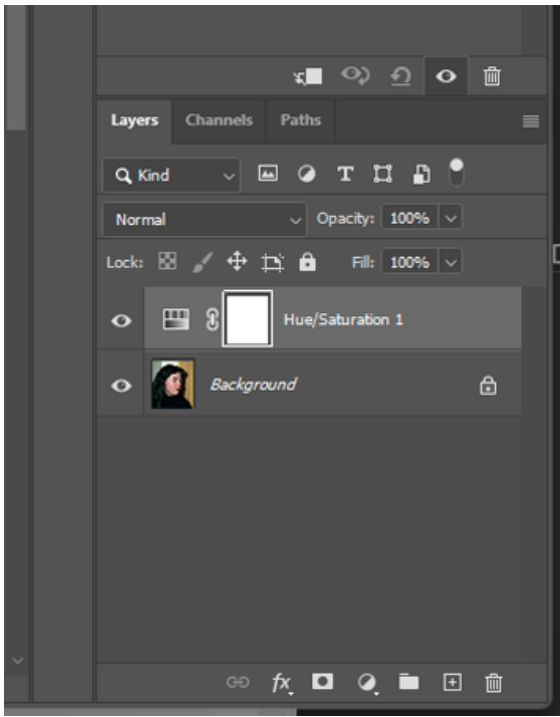 Layers Channels Paths
Kind T
Normal Opacity: 100%
Lock: Fill: 100%
Hue/Saturation 1
Background
fx